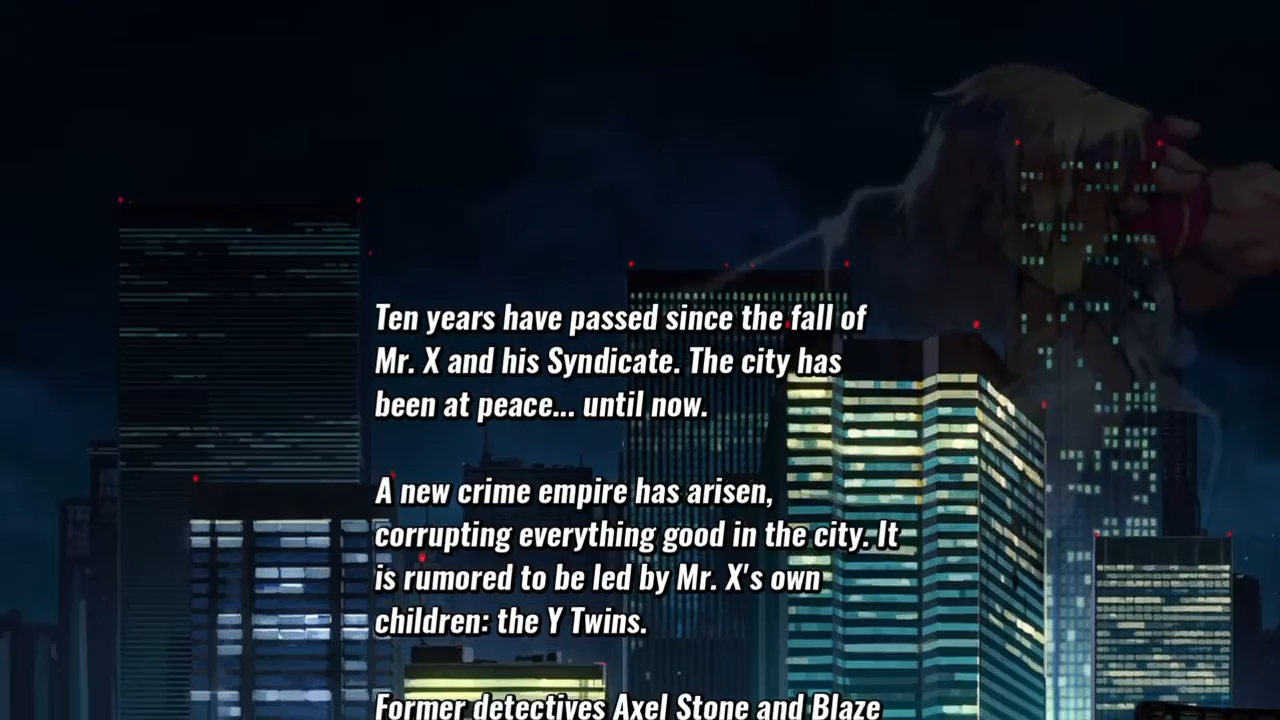 Ten years have passed since the fall of
Mr. X and his Syndicate. The city has
been at peace... until now.
A new crime empire has arisen,
corrupting everything good in the city. It
is rumored to be led by Mr. X's own
children: the Y Twins.
Former detectives Axel Stone and Blaze